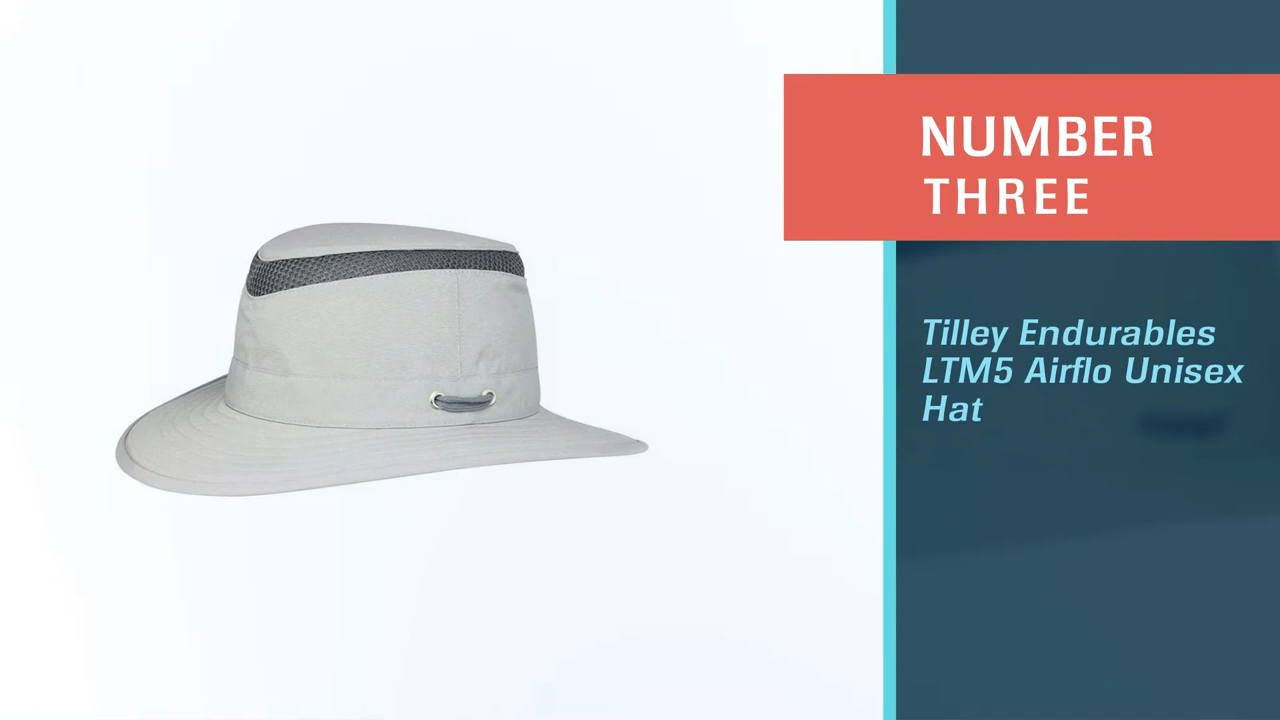 NUMBER
THREE
Tilley Endurables
LTM5 Airflo Unisex
Hat